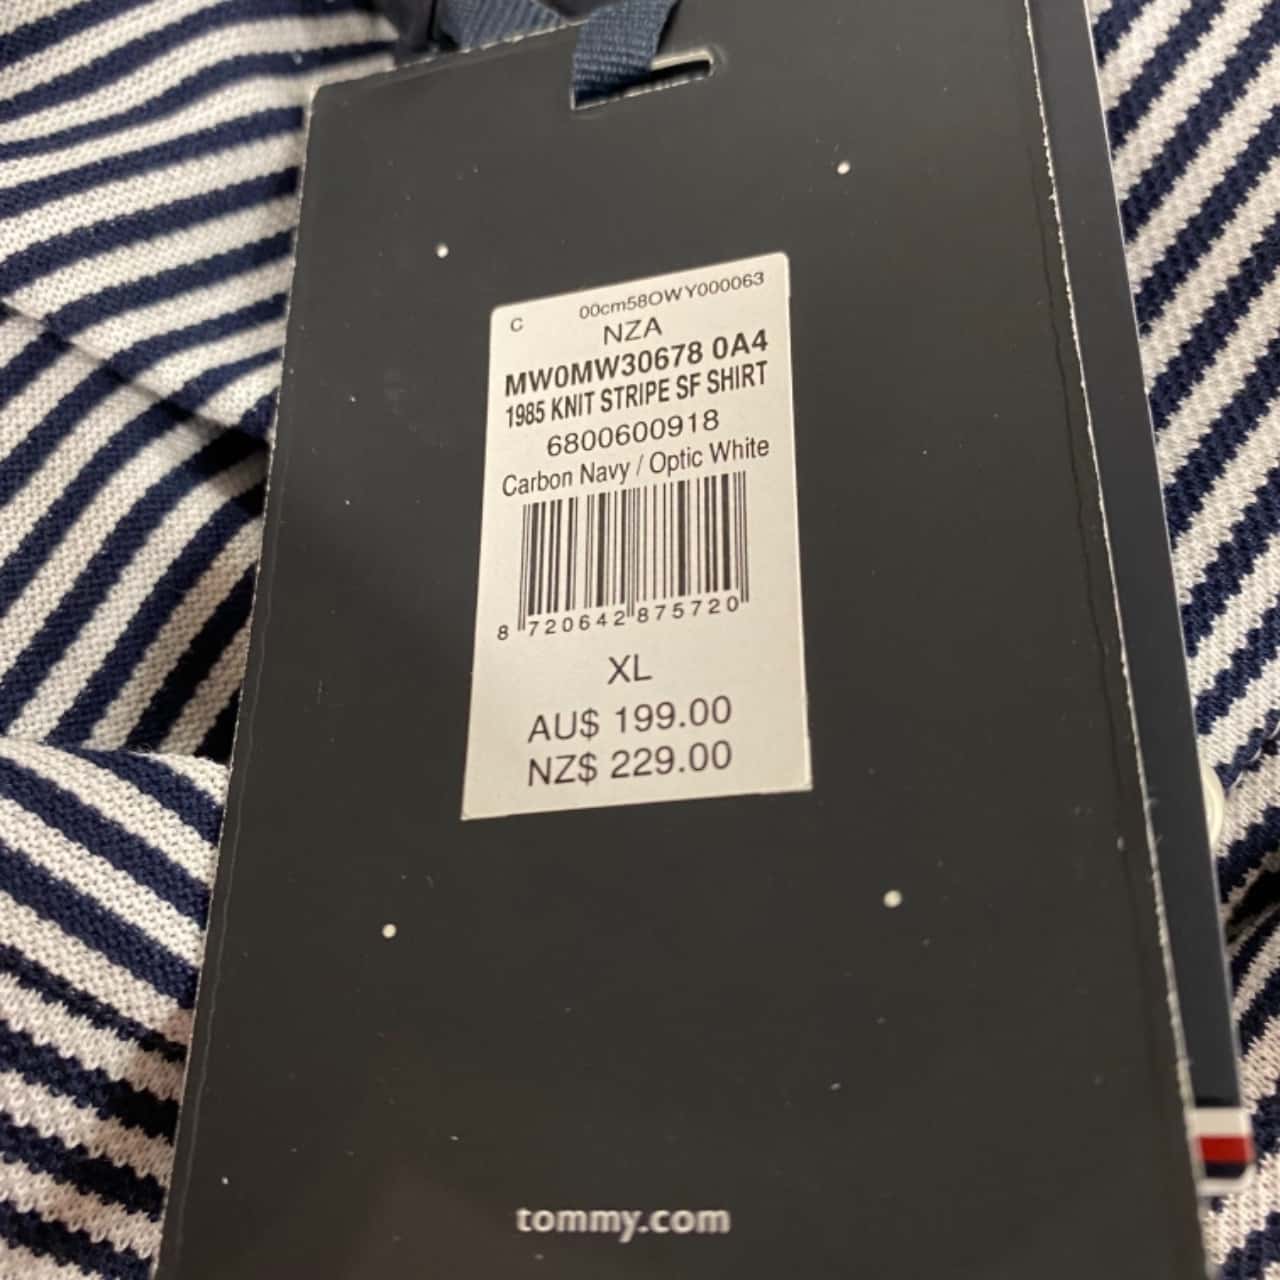 C 00cm58OWY000063
NZA
MW0MW30678 0A4
1985 KNIT STRIPE SF SHIRT
6800600918
Carbon Navy / Optic White
8 720642 875720
XL
AU$ 199.00
NZ$ 229.00
tommy.com